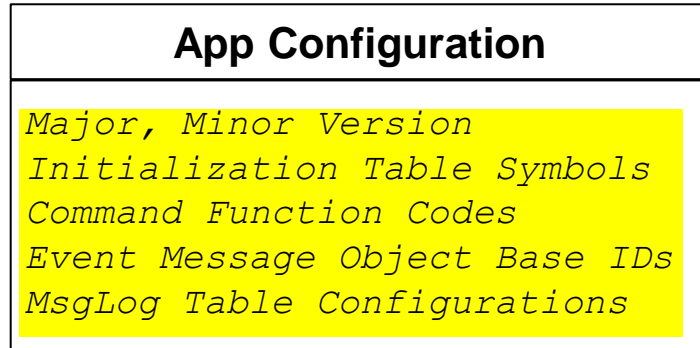 App Configuration
Major, Minor Version
Initialization Table Symbols
Command Function Codes
Event Message Object Base IDs
MsgLog Table Configurations